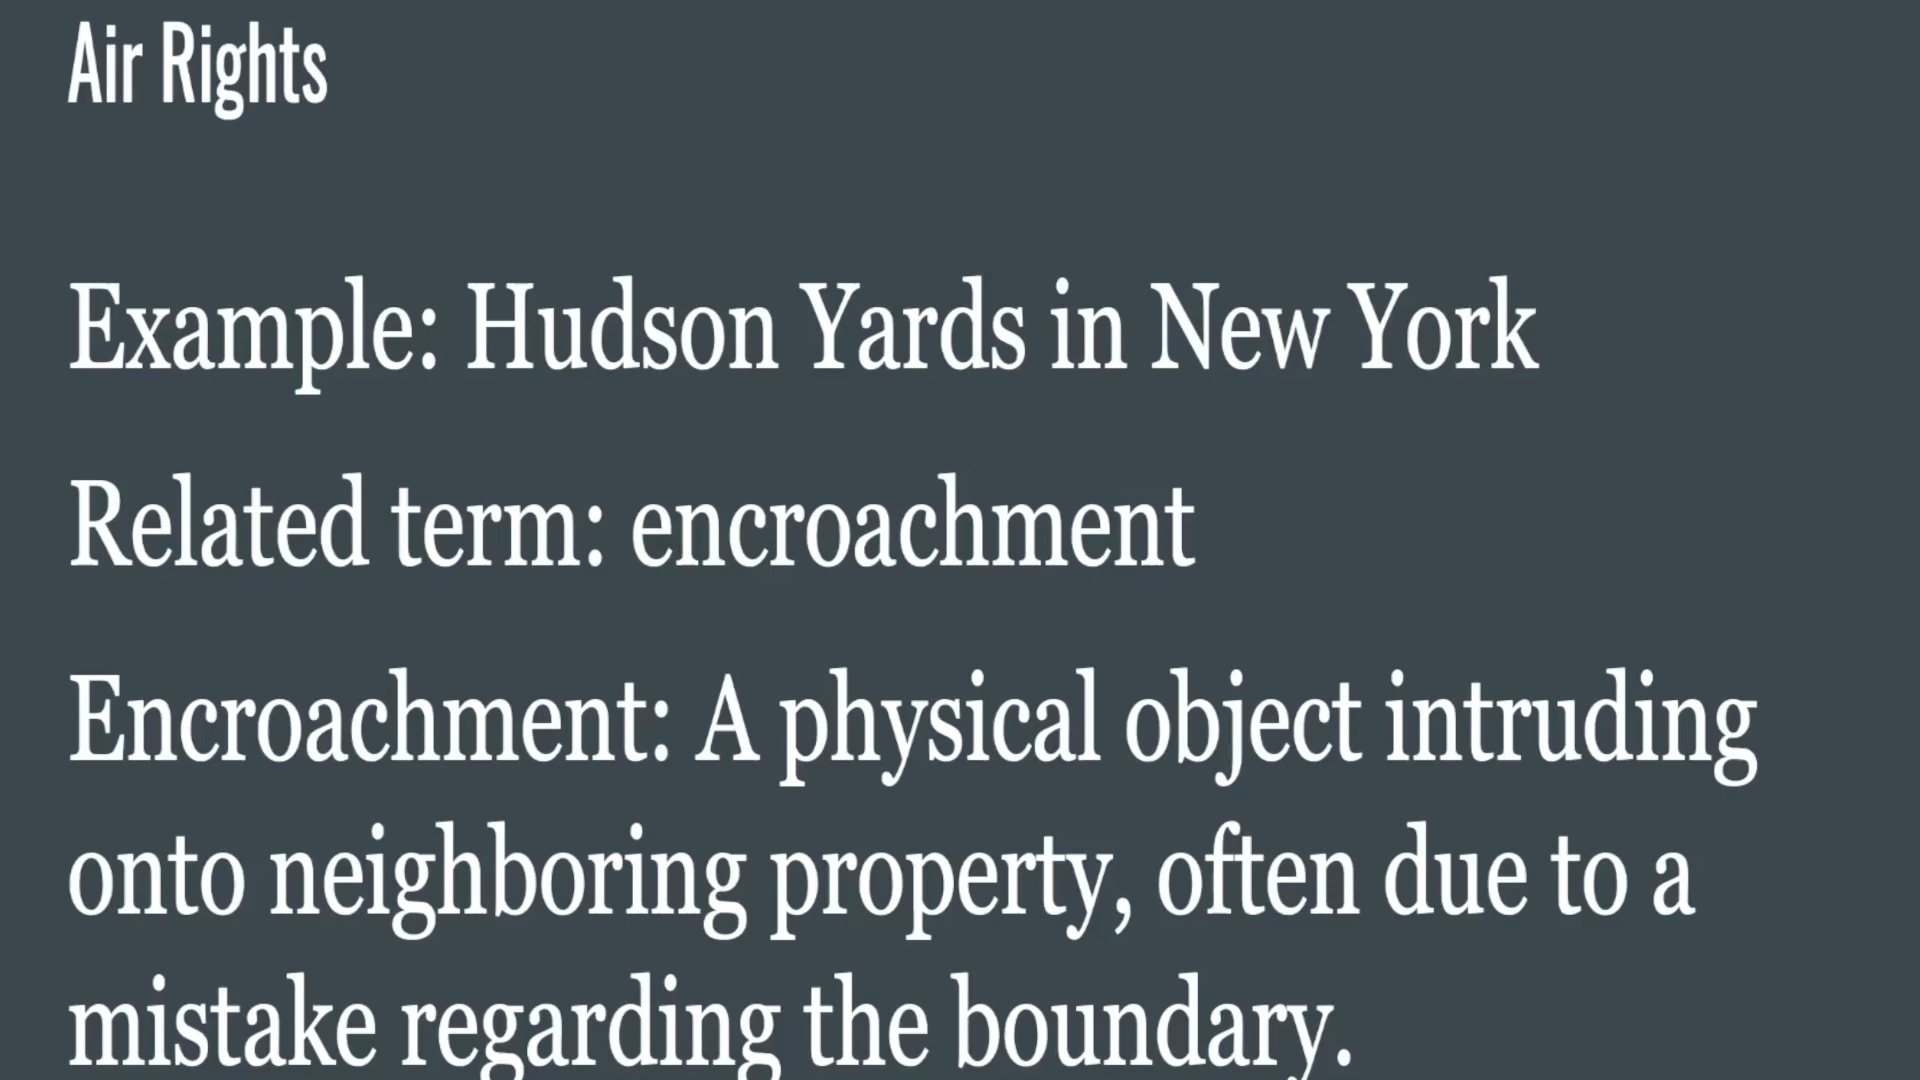 Air Rights
Example: Hudson Yards in New York
Related term: encroachment
Encroachment: A physical object intruding
onto neighboring property, often due to a
mistake regarding the boundary.